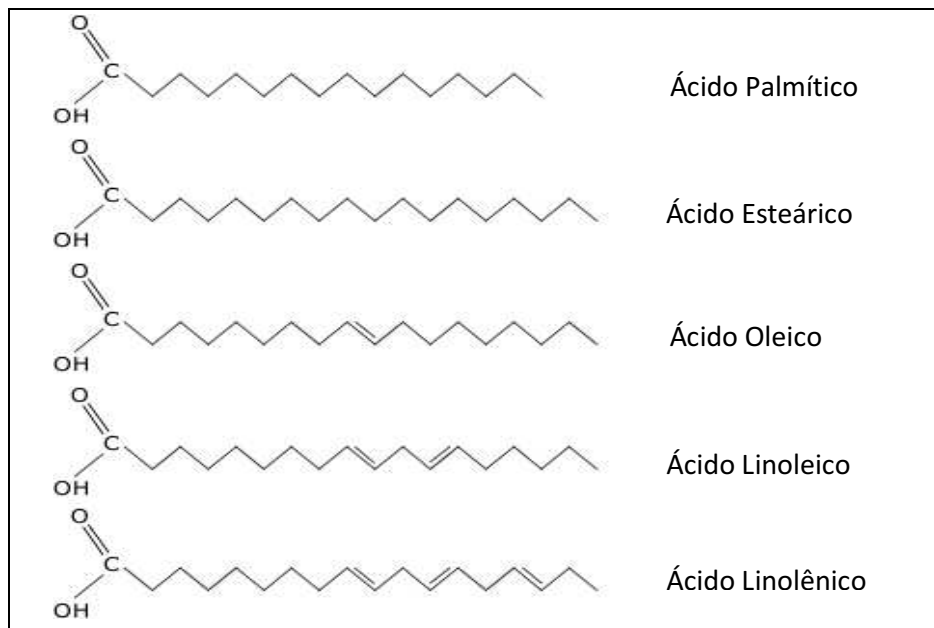 O
C
OH
Ácido Palmítico
O
C
OH
Ácido Esteárico
O
C
OH
Ácido Oleico
O
C
OH
Ácido Linoleico
O
C
OH
Ácido Linolênico